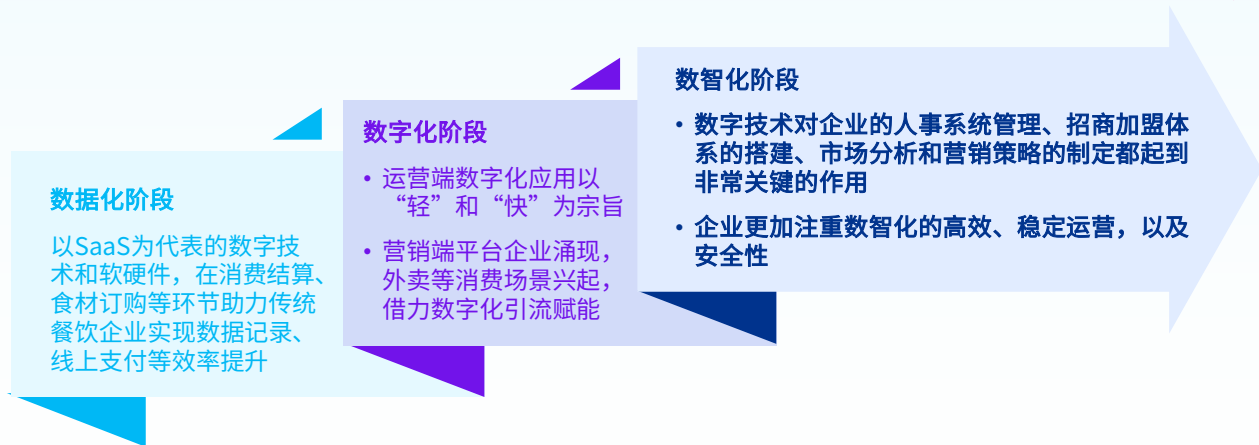 数据化阶段
以SaaS为代表的数字技
术和软硬件，在消费结算、
食材订购等环节助力传统
餐饮企业实现数据记录、
线上支付等效率提升
数字化阶段
• 运营端数字化应用以
“轻”和“快”为宗旨
• 营销端平台企业涌现，
外卖等消费场景兴起，
借力数字化引流赋能
数智化阶段
• 数字技术对企业的人事系统管理、招商加盟体
系的搭建、市场分析和营销策略的制定都起到
非常关键的作用
• 企业更加注重数智化的高效、稳定运营，以及
安全性